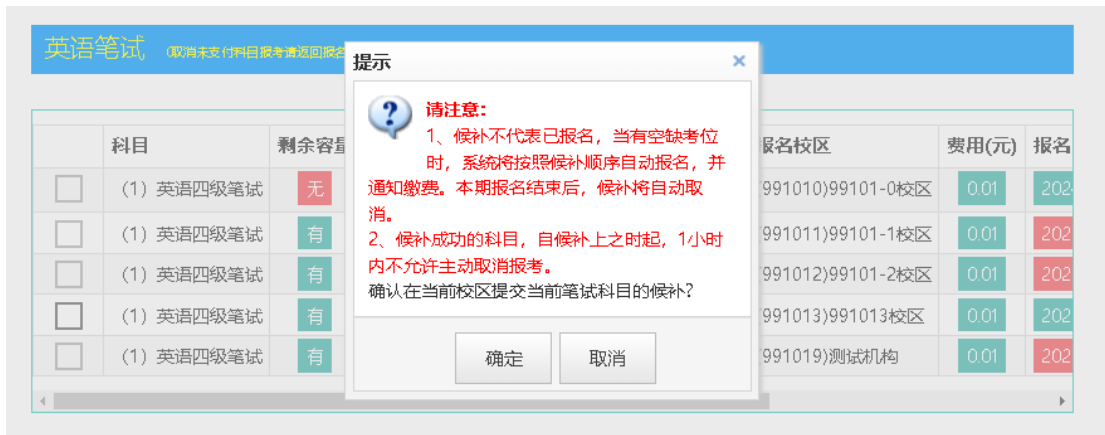 英语笔试 (取消未支付科目报考请返回报名
提示
请注意:
1、候补不代表已报名，当有空缺考位
时，系统将按照候补顺序自动报名，并
通知缴费。本期报名结束后，候补将自动取
消。
2、候补成功的科目，自候补上之时起，1小时
内不允许主动取消报考。
确认在当前校区提交当前笔试科目的候补?
确定 取消
科目 剩余容量 报名校区 费用(元) 报名
(1) 英语四级笔试 无 991010)99101-0校区 0.01 202
(1) 英语四级笔试 有 991011)99101-1校区 0.01 202
(1) 英语四级笔试 有 991012)99101-2校区 0.01 202
(1) 英语四级笔试 有 991013)991013校区 0.01 202
(1) 英语四级笔试 有 991019)测试机构 0.01 202